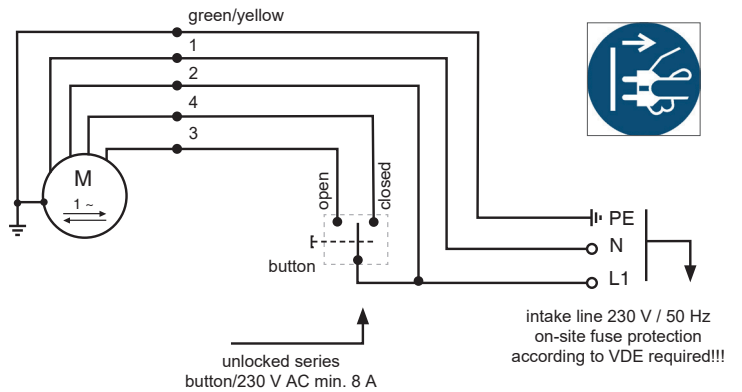 green/yellow
1
2
4
3
M
1 ~
open
closed
button
PE
N
L1
intake line 230 V / 50 Hz
on-site fuse protection
according to VDE required!!!
unlocked series
button/230 V AC min. 8 A